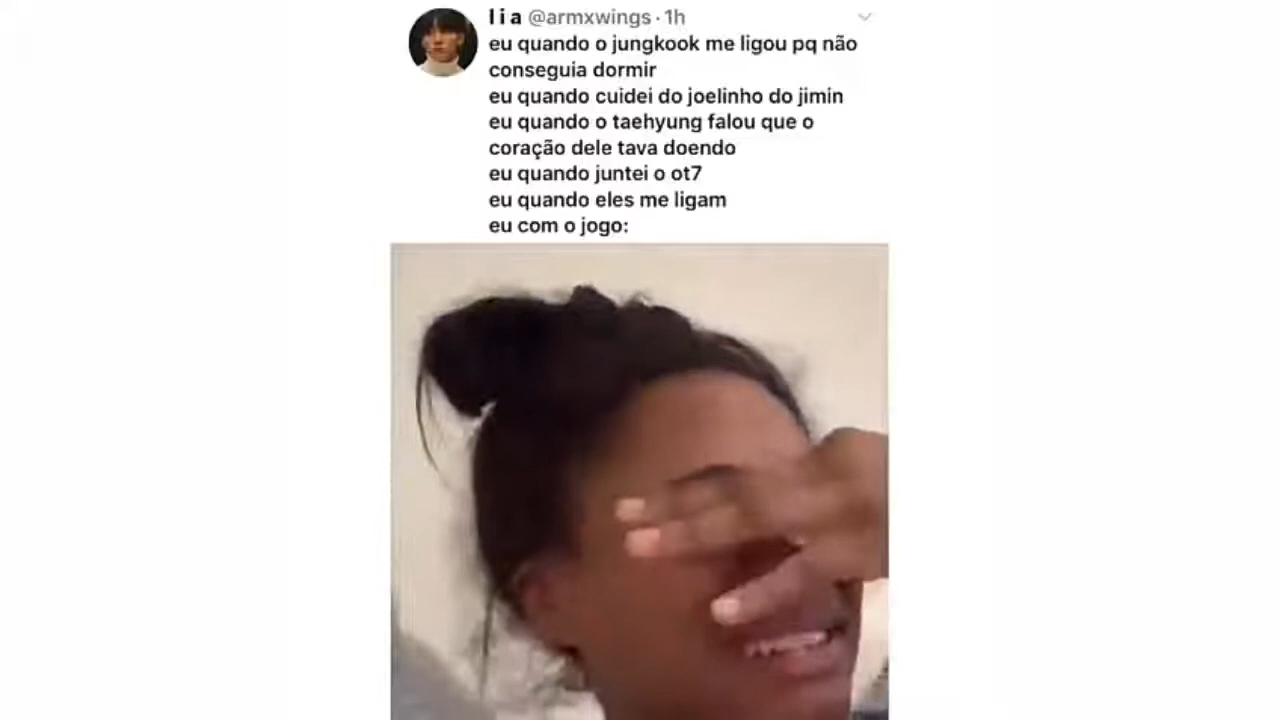 l i a @armxwings · 1h
eu quando o jungkook me ligou pq não
conseguia dormir
eu quando cuidei do joelinho do jimin
eu quando o taehyung falou que o
coração dele tava doendo
eu quando juntei o ot7
eu quando eles me ligam
eu com o jogo: